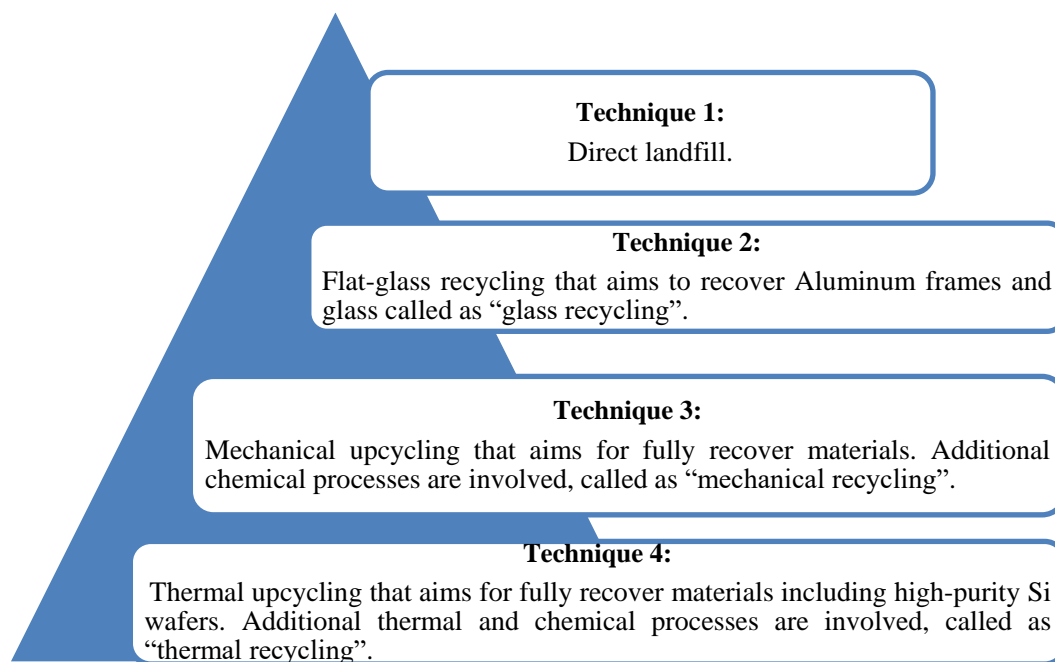 Technique 1:
Direct landfill.
Technique 2:
Flat-glass recycling that aims to recover Aluminum frames and
glass called as “glass recycling”.
Technique 3:
Mechanical upcycling that aims for fully recover materials. Additional
chemical processes are involved, called as “mechanical recycling”.
Technique 4:
Thermal upcycling that aims for fully recover materials including high-purity Si
wafers. Additional thermal and chemical processes are involved, called as
“thermal recycling”.